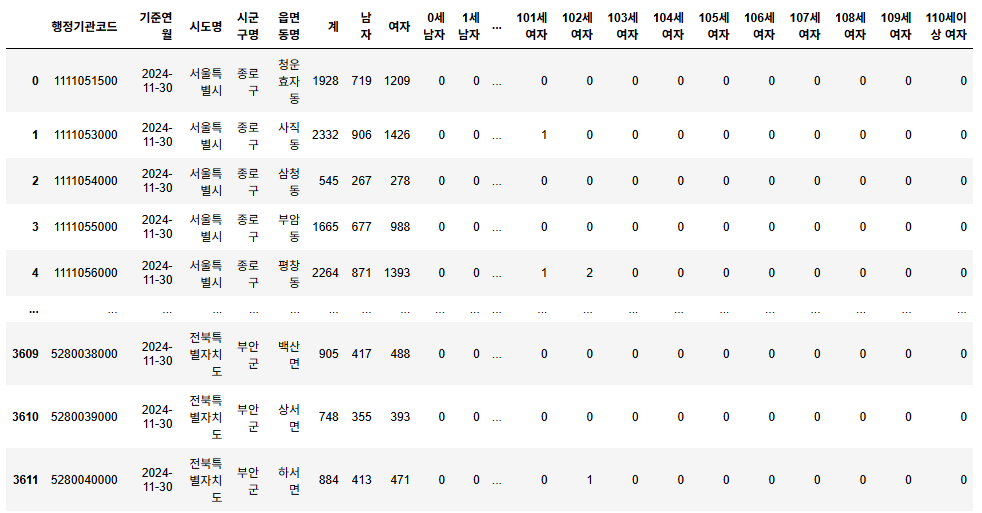 행정기관코드 기준연월 시도명 시군구명 읍면동명 계 남자 여자 0세남자 1세남자 ... 101세여자 102세여자 103세여자 104세여자 105세여자 106세여자 107세여자 108세여자 109세여자 110세이상 여자
0 1111051500 2024-11-30 서울특별시 종로구 청운효자동 1928 719 1209 0 0 ... 0 0 0 0 0 0 0 0 0 0
1 1111053000 2024-11-30 서울특별시 종로구 사직동 2332 906 1426 0 0 ... 1 0 0 0 0 0 0 0 0 0
2 1111054000 2024-11-30 서울특별시 종로구 삼청동 545 267 278 0 0 ... 0 0 0 0 0 0 0 0 0 0
3 1111055000 2024-11-30 서울특별시 종로구 부암동 1665 677 988 0 0 ... 0 0 0 0 0 0 0 0 0 0
4 1111056000 2024-11-30 서울특별시 종로구 평창동 2264 871 1393 0 0 ... 1 2 0 0 0 0 0 0 0 0
... ... ... ... ... ... ... ... ... ... ... ... ... ... ... ... ... ... ... ... ... ...
3609 5280038000 2024-11-30 전북특별자치도 부안군 백산면 905 417 488 0 0 ... 0 0 0 0 0 0 0 0 0 0
3610 5280039000 2024-11-30 전북특별자치도 부안군 상서면 748 355 393 0 0 ... 0 0 0 0 0 0 0 0 0 0
3611 5280040000 2024-11-30 전북특별자치도 부안군 하서면 884 413 471 0 0 ... 0 1 0 0 0 0 0 0 0 0